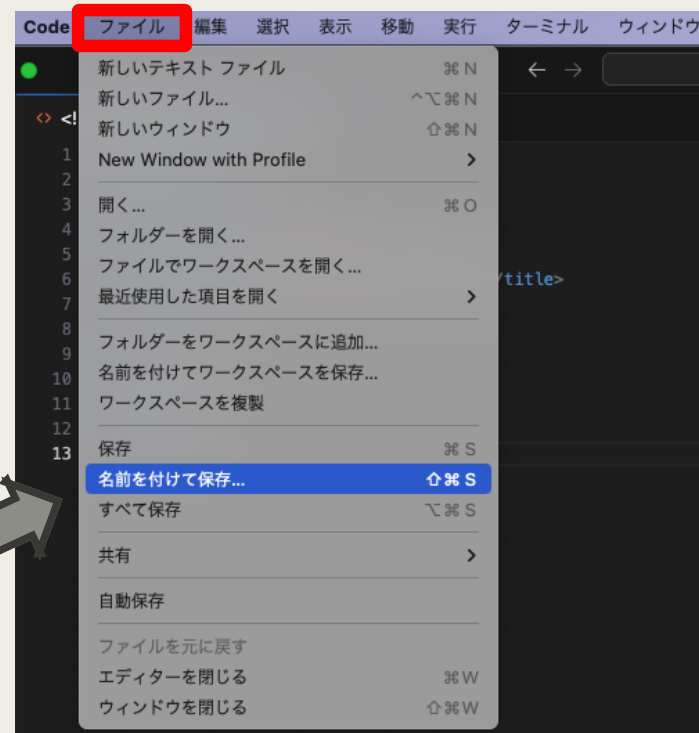 Code ファイル 編集 選択 表示 移動 実行 ターミナル ウィンドウ
新しいテキスト ファイル ⌘ N
← →
新しいファイル... ^⌥⌘ N
<> <!
新しいウィンドウ ⇧⌘ N
1
New Window with Profile >
2
3
開く... ⌘ O
4
フォルダーを開く...
5
ファイルでワークスペースを開く...
6
/title>
7
最近使用した項目を開く >
8
フォルダーをワークスペースに追加...
9
10
名前を付けてワークスペースを保存...
11
ワークスペースを複製
12
13
保存 ⌘ S
名前を付けて保存... ⇧⌘ S
すべて保存 ⌥⌘ S
共有 >
自動保存
ファイルを元に戻す
エディターを閉じる ⌘W
ウィンドウを閉じる ⇧⌘W